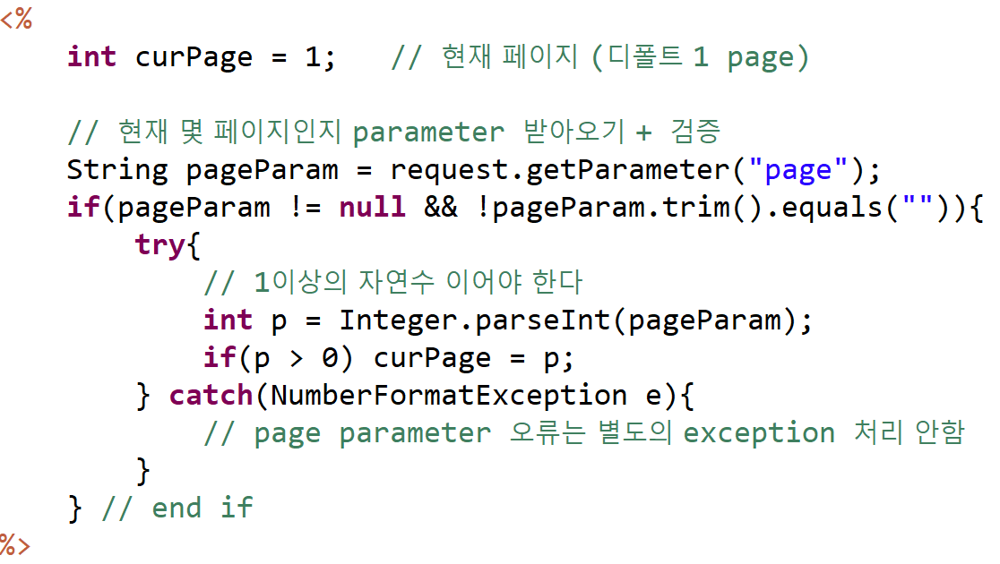 <%
int curPage = 1;   // 현재 페이지 (디폴트 1 page)
// 현재 몇 페이지인지 parameter 받아오기 + 검증
String pageParam = request.getParameter("page");
if(pageParam != null && !pageParam.trim().equals("")){
try{
// 1이상의 자연수 이어야 한다
int p = Integer.parseInt(pageParam);
if(p > 0) curPage = p;
} catch(NumberFormatException e){
// page parameter 오류는 별도의 exception 처리 안함
}
} // end if
%>